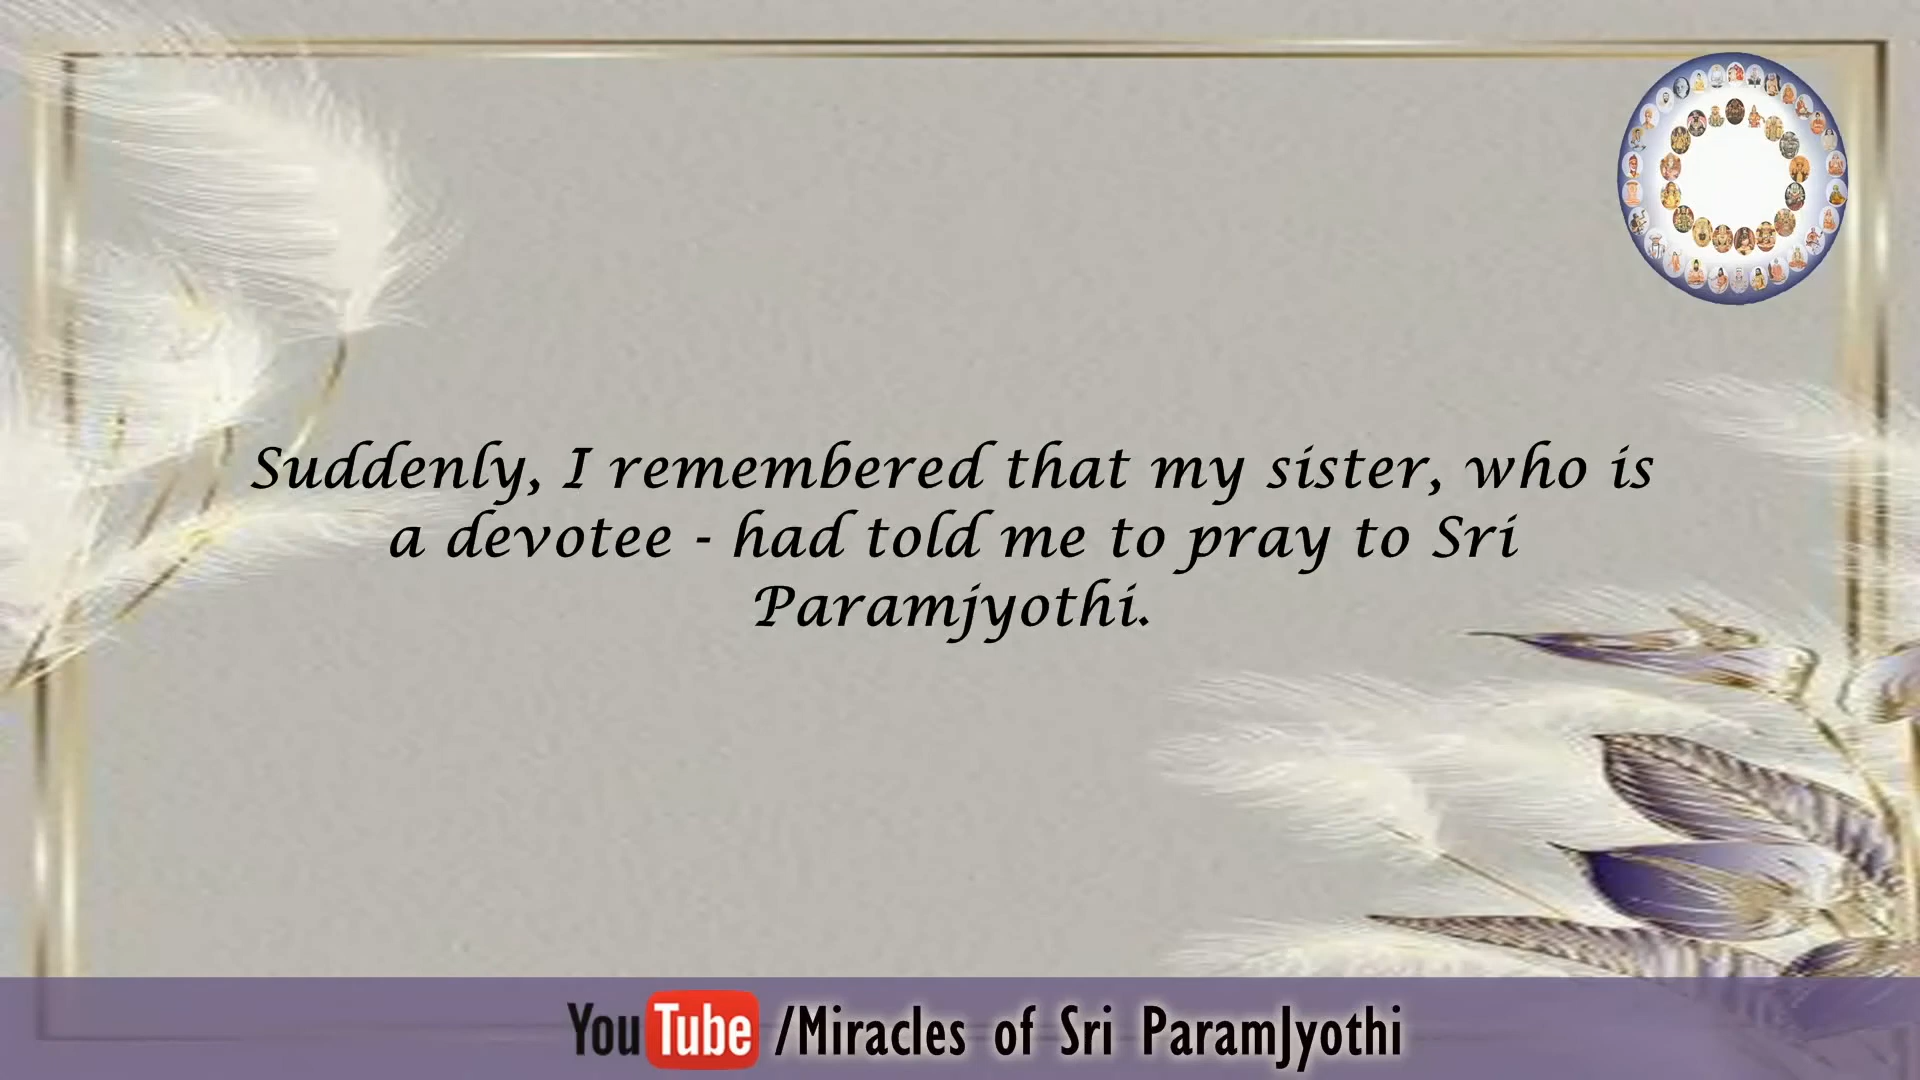 Suddenly, I remembered that my sister, who is
a devotee - had told me to pray to Sri
Paramjyothi.
YouTube /Miracles of Sri ParamJyothi